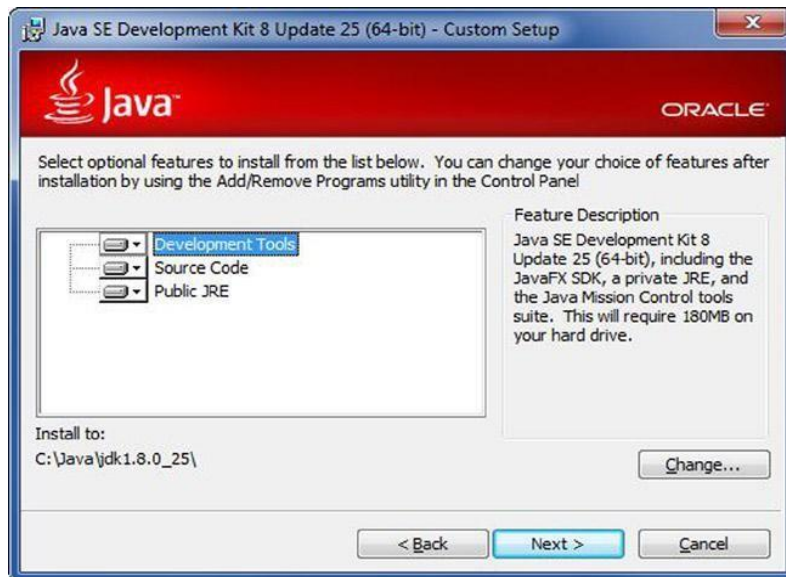 Java SE Development Kit 8 Update 25 (64-bit) - Custom Setup
Java™
ORACLE
Select optional features to install from the list below. You can change your choice of features after
installation by using the Add/Remove Programs utility in the Control Panel
Development Tools
Source Code
Public JRE
Feature Description
Java SE Development Kit 8
Update 25 (64-bit), including the
JavaFX SDK, a private JRE, and
the Java Mission Control tools
suite. This will require 180MB on
your hard drive.
Install to:
C:\Java\jdk1.8.0_25\
Change...
< Back
Next >
Cancel